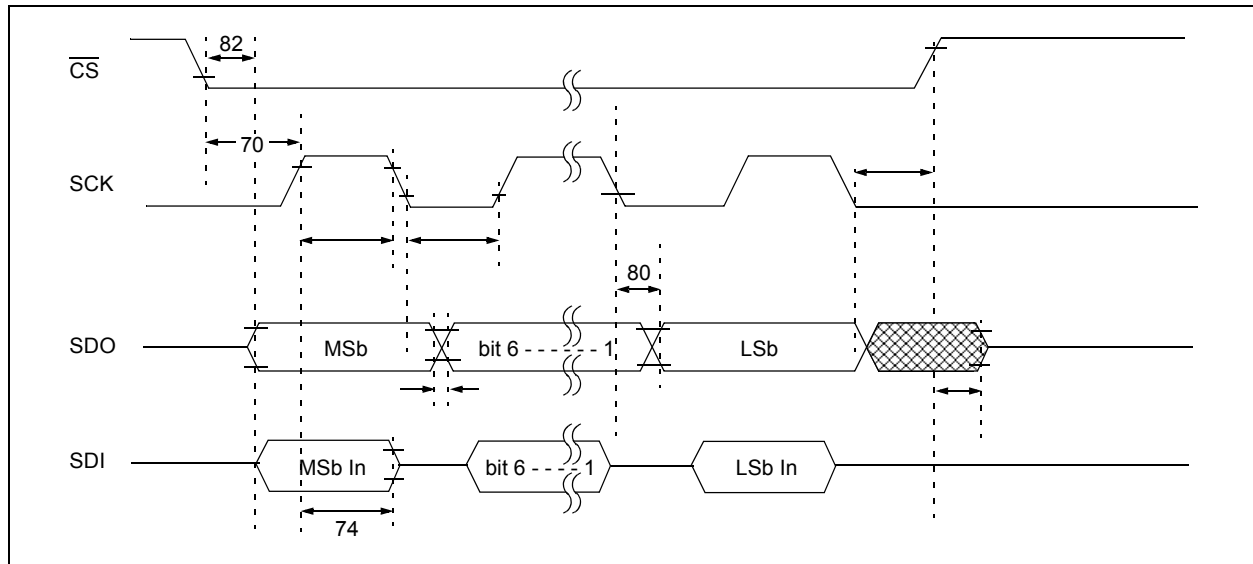 82
CS
70
SCK
80
SDO
MSb
bit 6 - - - - - - 1
LSb
SDI
MSb In
bit 6 - - - - - 1
LSb In
74